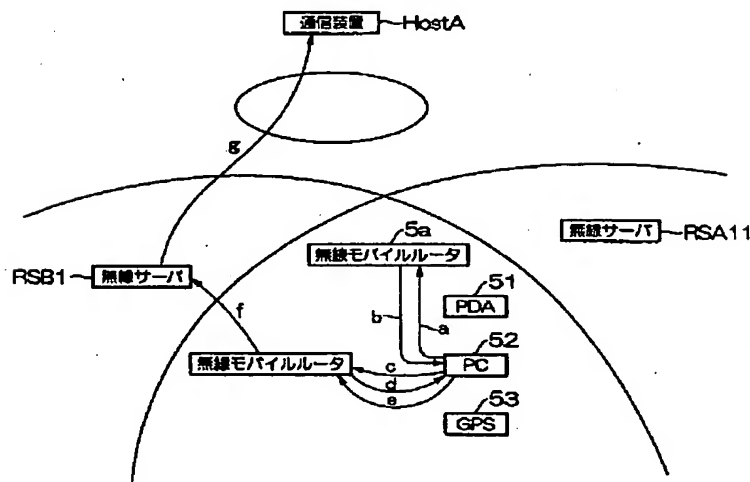 通信装置 HostA
g
5a
無線サーバ RSA11
無線モバイルルータ
RSB1 無線サーバ
51
PDA
f
b a
52
無線モバイルルータ c PC
d
e
53
GPS